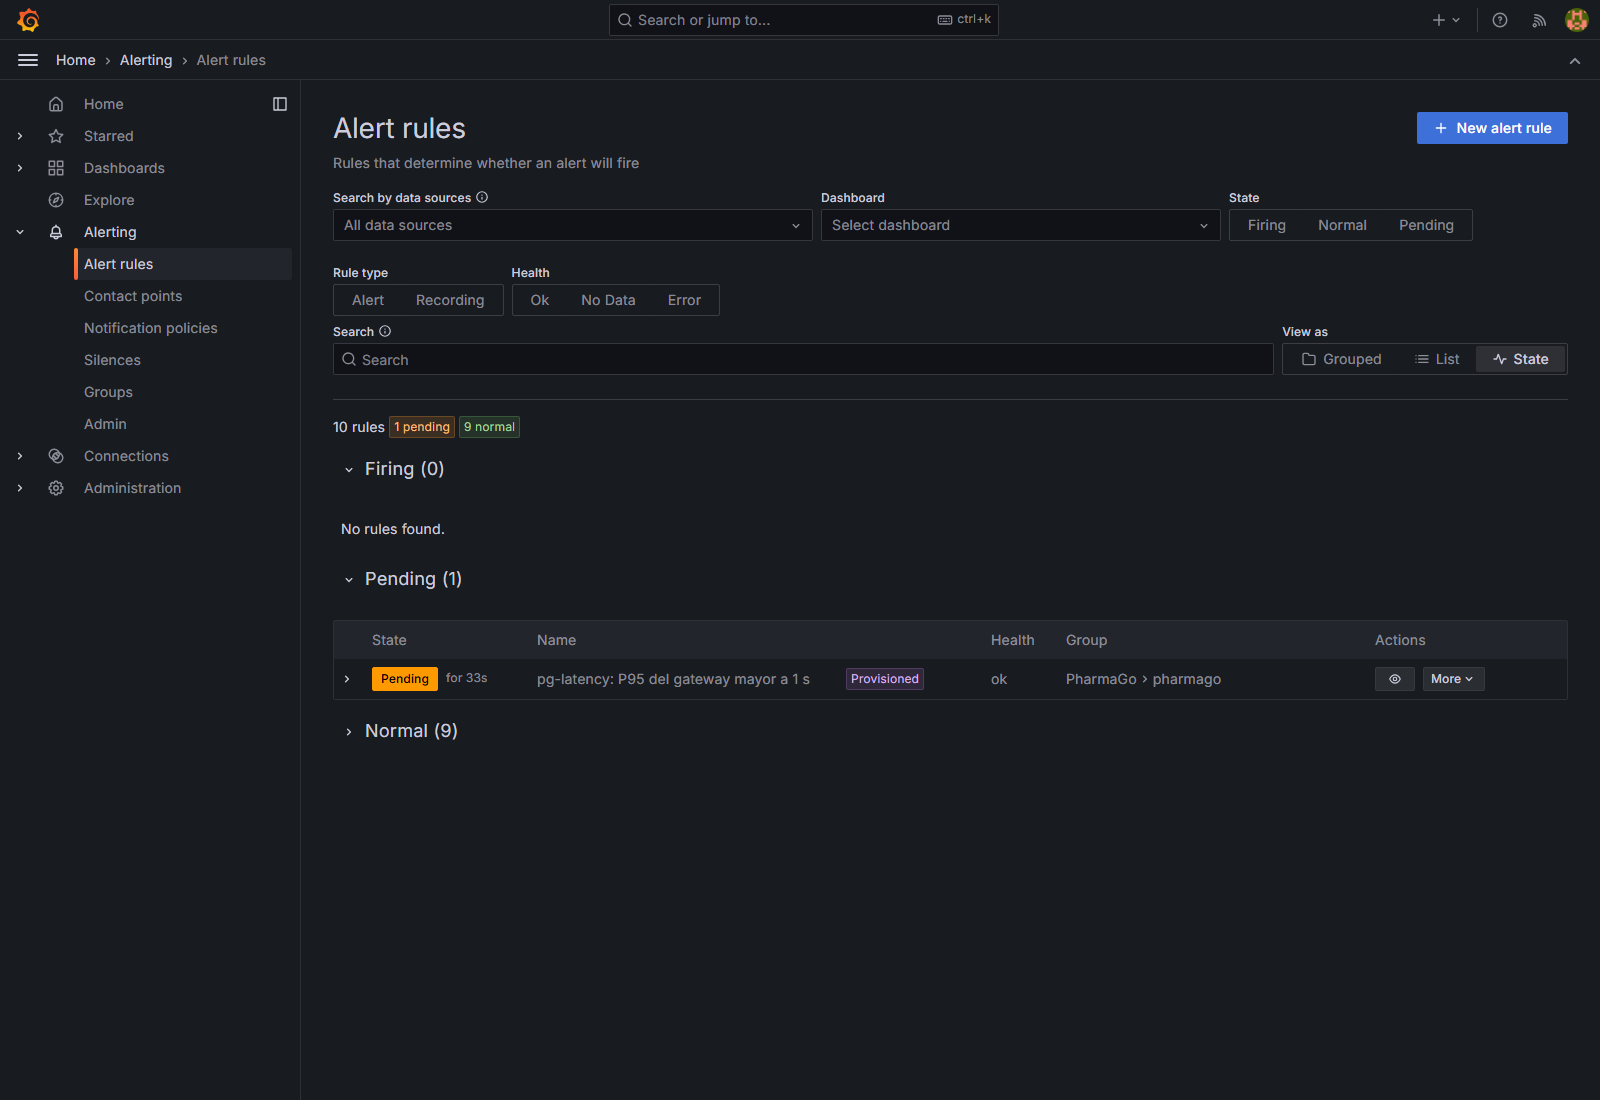 Search or jump to...
ctrl+k
Home › Alerting › Alert rules
Home
Starred
Dashboards
Explore
Alerting
Alert rules
Contact points
Notification policies
Silences
Groups
Admin
Connections
Administration
Alert rules
New alert rule
Rules that determine whether an alert will fire
Search by data sources
Dashboard
State
All data sources
Select dashboard
Firing Normal Pending
Rule type
Health
Alert Recording
Ok No Data Error
Search
View as
Search
Grouped List State
10 rules 1 pending 9 normal
Firing (0)
No rules found.
Pending (1)
State Name Health Group Actions
Pending for 33s pg-latency: P95 del gateway mayor a 1 s Provisioned ok PharmaGo › pharmago More
Normal (9)